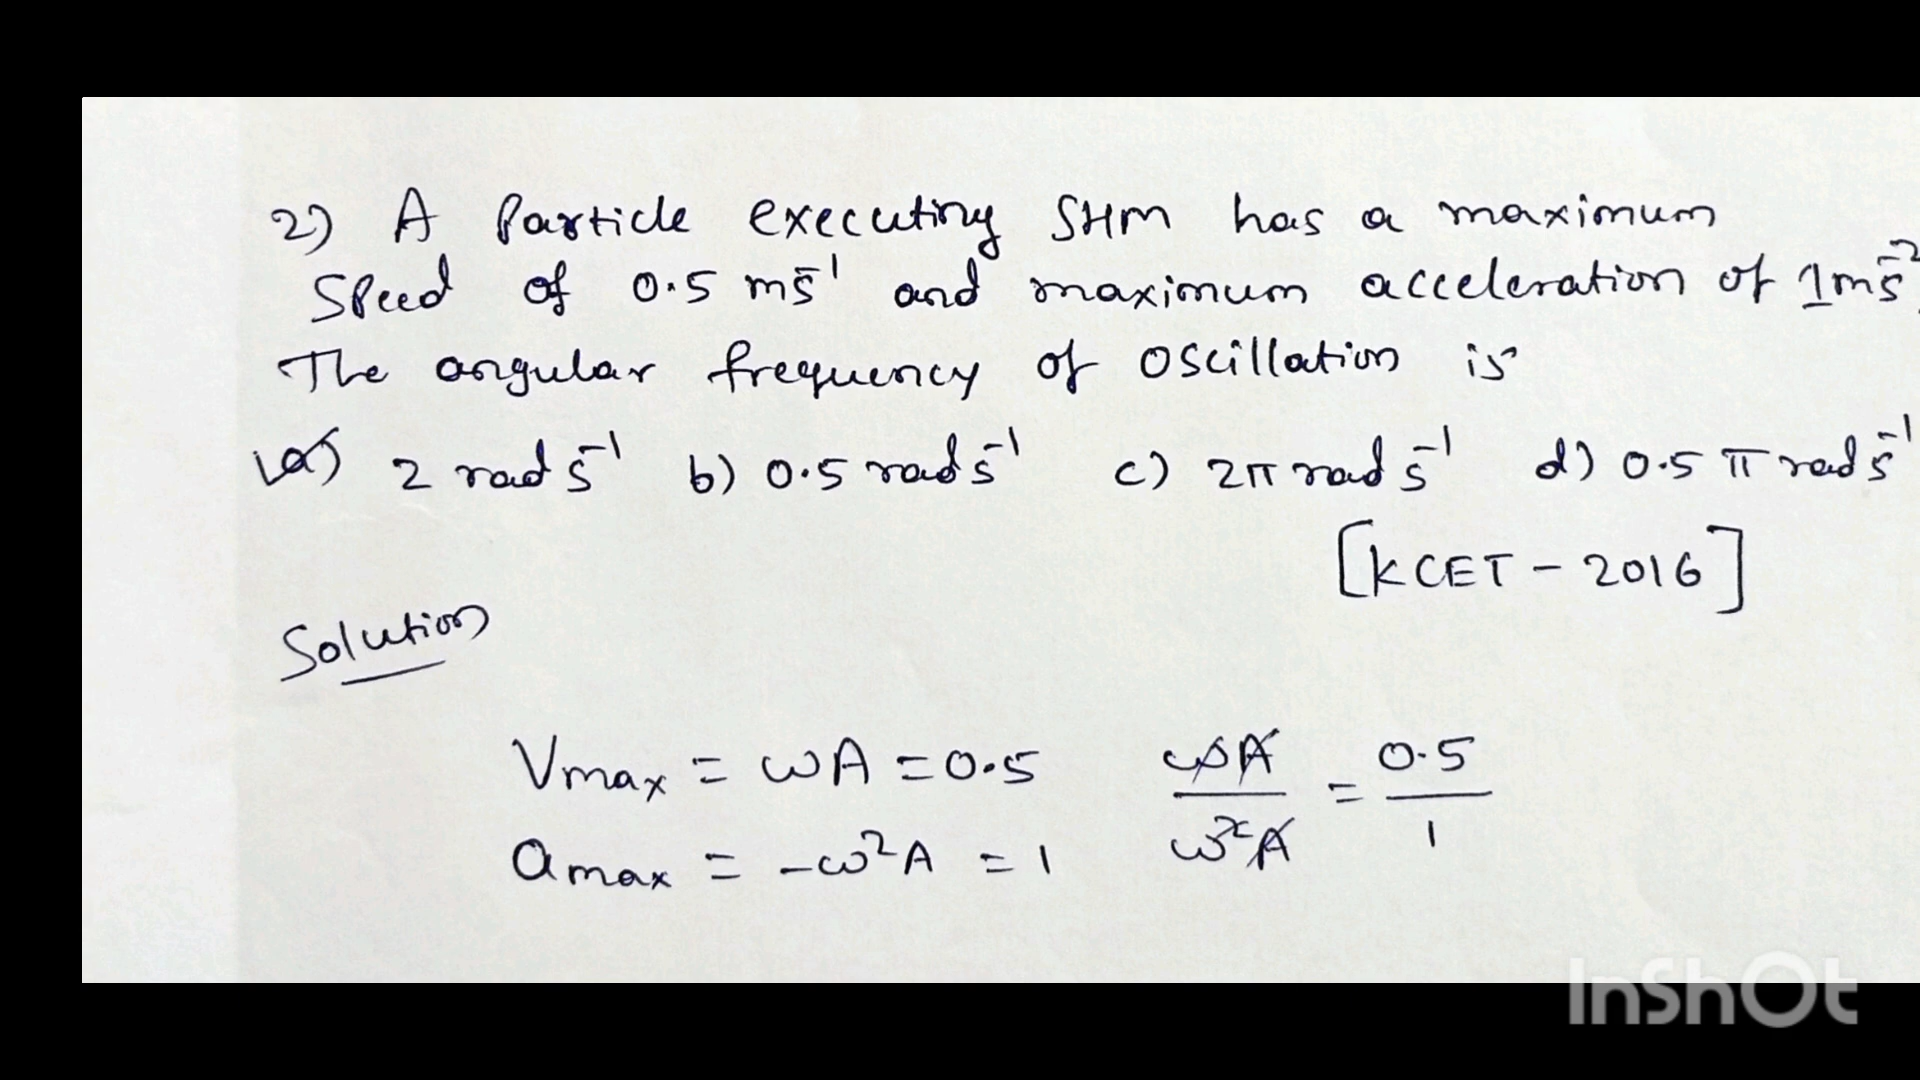 2) A Particle executing SHM has a maximum
Speed of 0.5 ms⁻¹ and maximum acceleration of 1ms⁻².
The angular frequency of oscillation is
(a) 2 rad s⁻¹ b) 0.5 rad s⁻¹ c) 2π rad s⁻¹ d) 0.5 π rad s⁻¹
[KCET - 2016]
Solution
Vmax = ωA = 0.5 ωA/ω²A = 0.5/1
amax = -ω²A = 1
InShOt